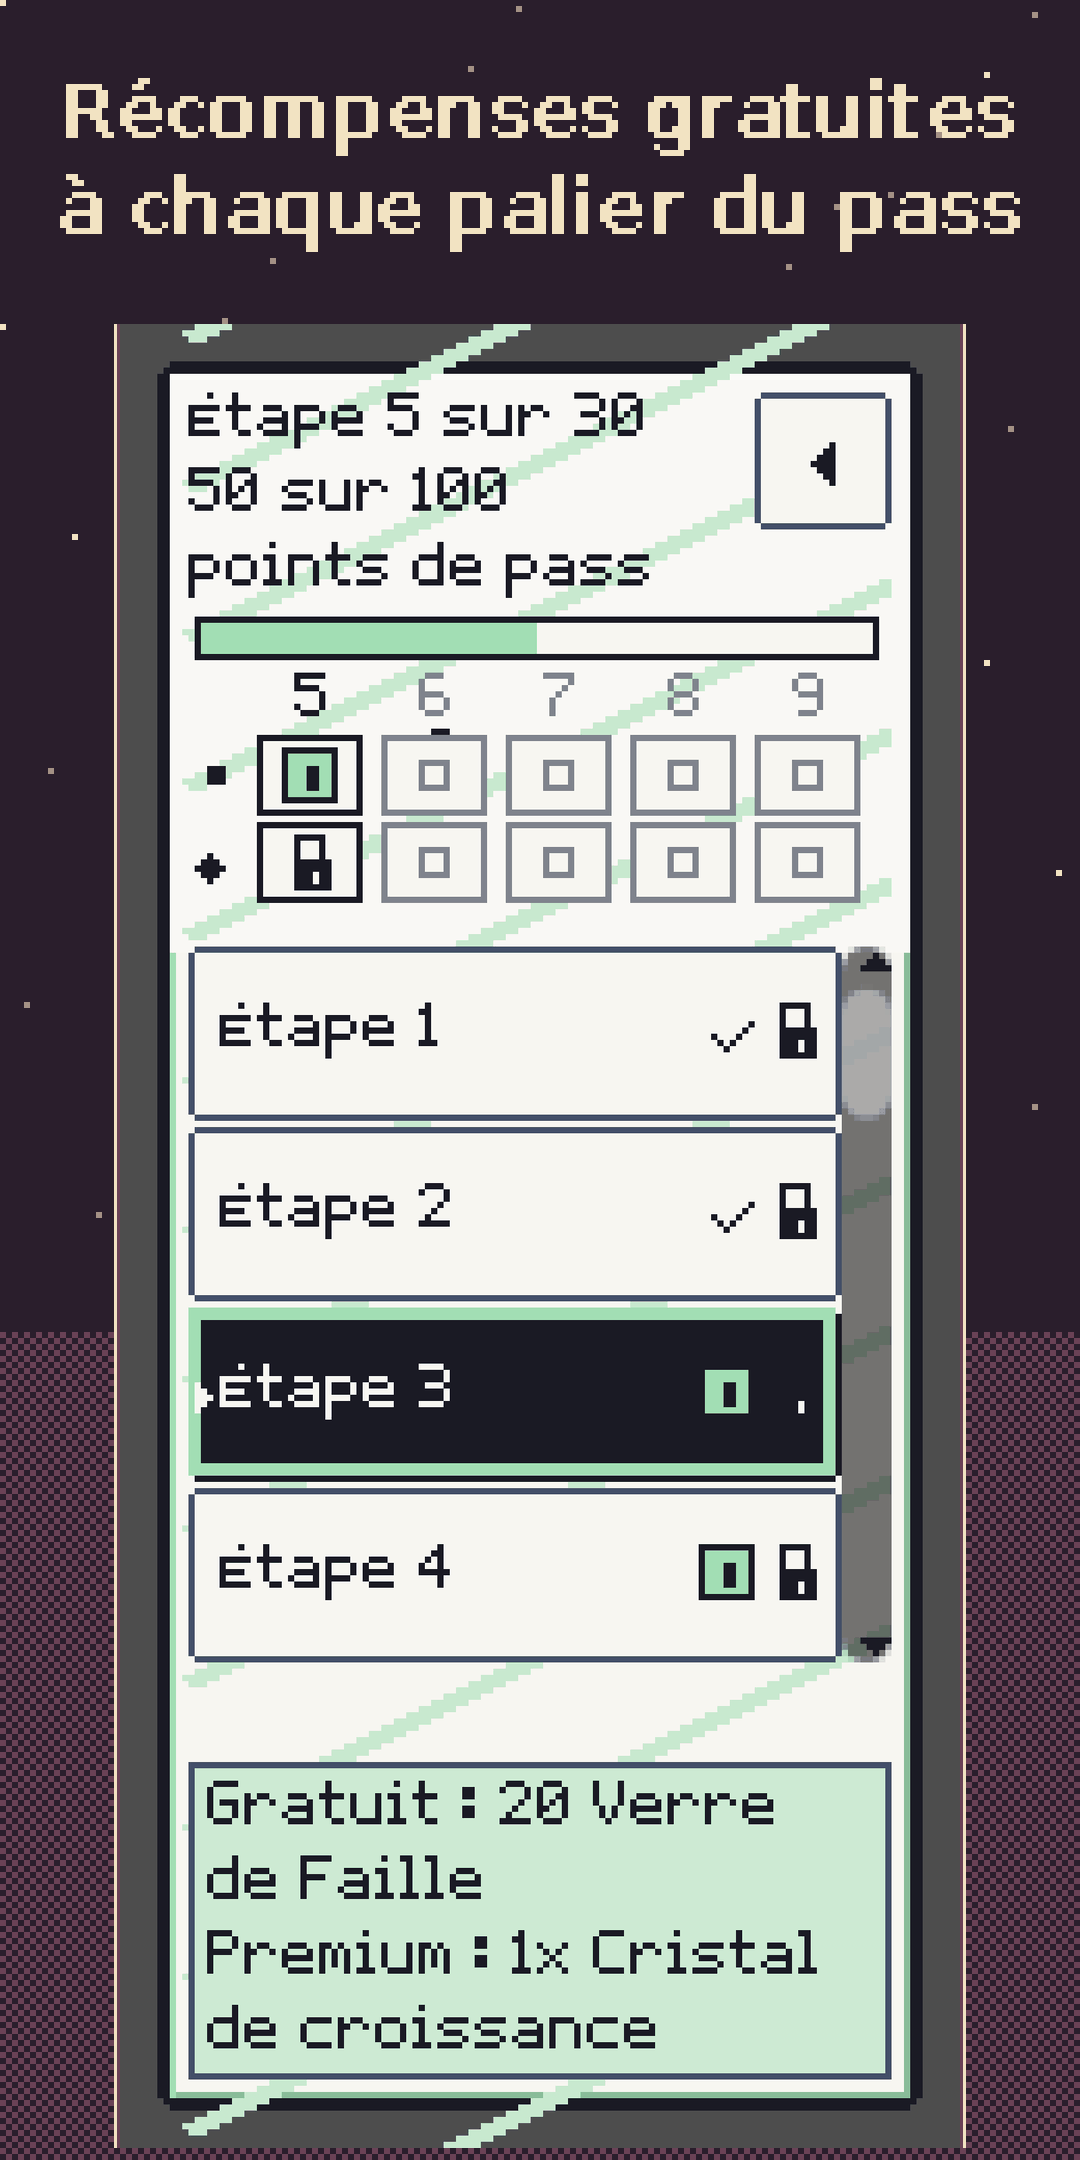 Récompenses gratuites
à chaque palier du pass
Étape 5 sur 30
50 sur 100
points de pass
5 6 7 8 9
Étape 1
Étape 2
Étape 3
Étape 4
Gratuit : 20 Verre
de Faille
Premium : 1x Cristal
de croissance